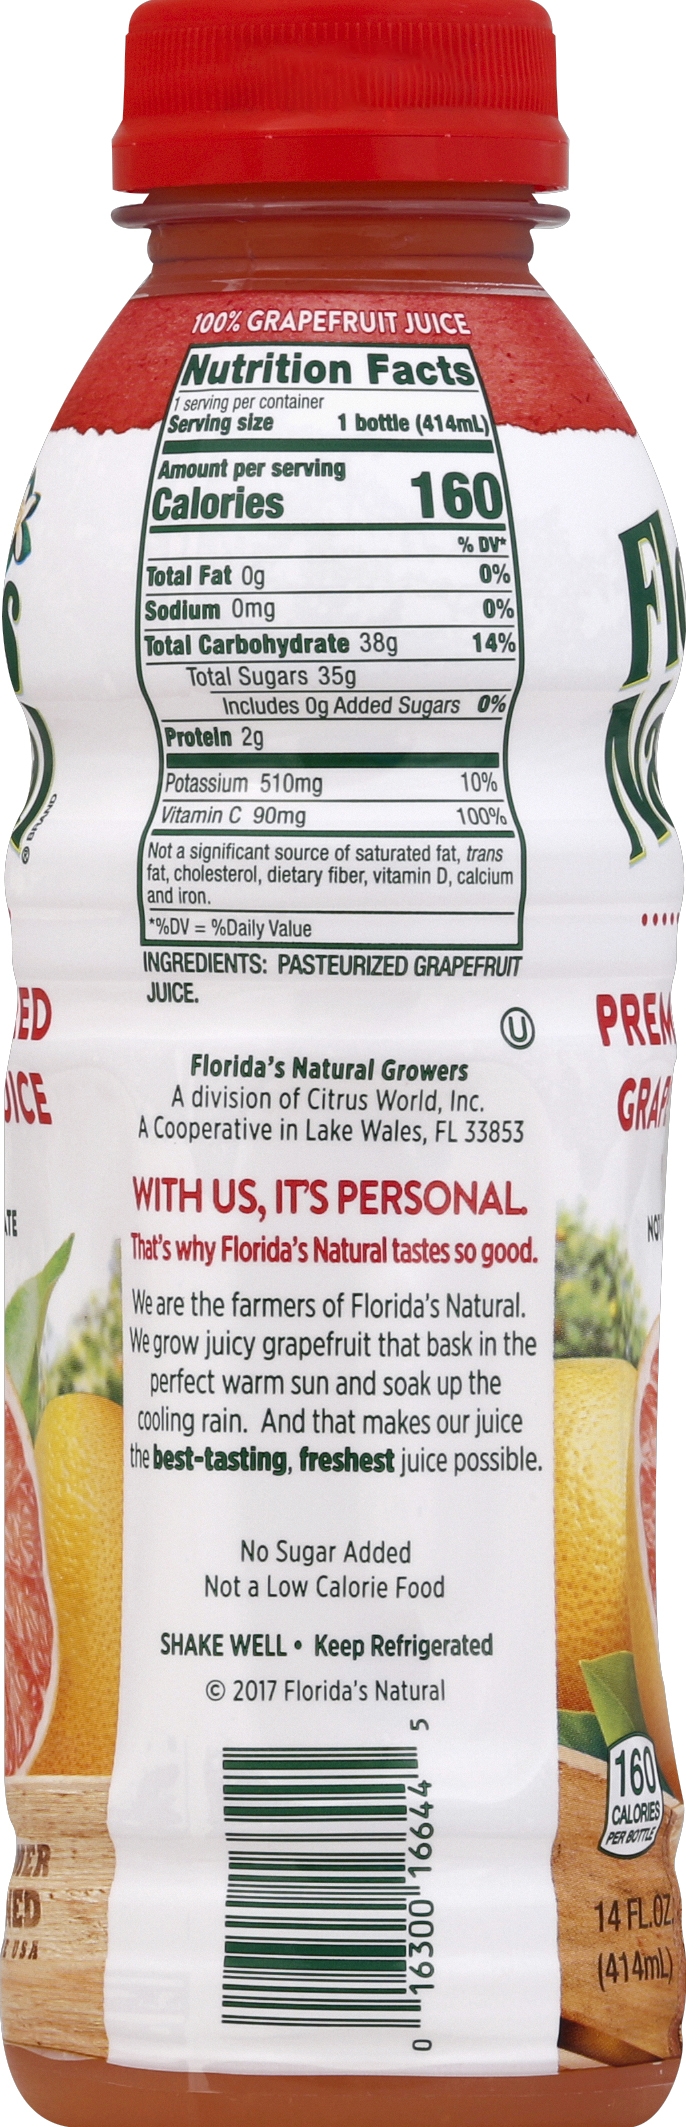 100% GRAPEFRUIT JUICE
Nutrition Facts
1 serving per container
Serving size 1 bottle (414mL)
Amount per serving
Calories 160
% DV*
Total Fat 0g 0%
Sodium 0mg 0%
Total Carbohydrate 38g 14%
Total Sugars 35g
Includes 0g Added Sugars 0%
Protein 2g
Potassium 510mg 10%
Vitamin C 90mg 100%
Not a significant source of saturated fat, trans
fat, cholesterol, dietary fiber, vitamin D, calcium
and iron.
*%DV = %Daily Value
INGREDIENTS: PASTEURIZED GRAPEFRUIT
JUICE.
U
Florida's Natural Growers
A division of Citrus World, Inc.
A Cooperative in Lake Wales, FL 33853
WITH US, IT'S PERSONAL.
That's why Florida's Natural tastes so good.
We are the farmers of Florida's Natural.
We grow juicy grapefruit that bask in the
perfect warm sun and soak up the
cooling rain. And that makes our juice
the best-tasting, freshest juice possible.
No Sugar Added
Not a Low Calorie Food
SHAKE WELL • Keep Refrigerated
© 2017 Florida's Natural
0 16300 16644 5
® BRAND
USA
160
CALORIES
PER BOTTLE
14 FL.OZ.
(414mL)